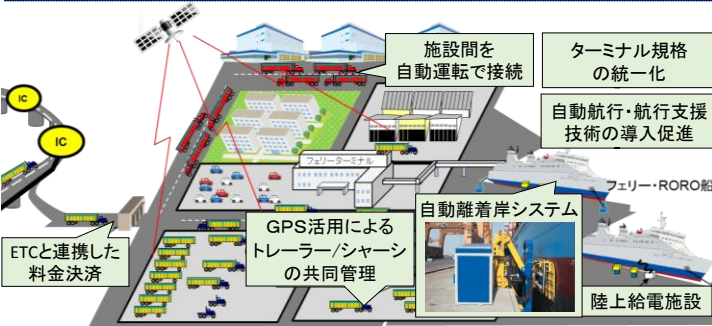 施設間を
自動運転で接続
ターミナル規格
の統一化
自動航行・航行支援
技術の導入促進
IC
IC
フェリーターミナル
フェリー・RORO船
自動離着岸システム
GPS活用による
トレーラー/シャーシ
の共同管理
ETCと連携した
料金決済
陸上給電施設